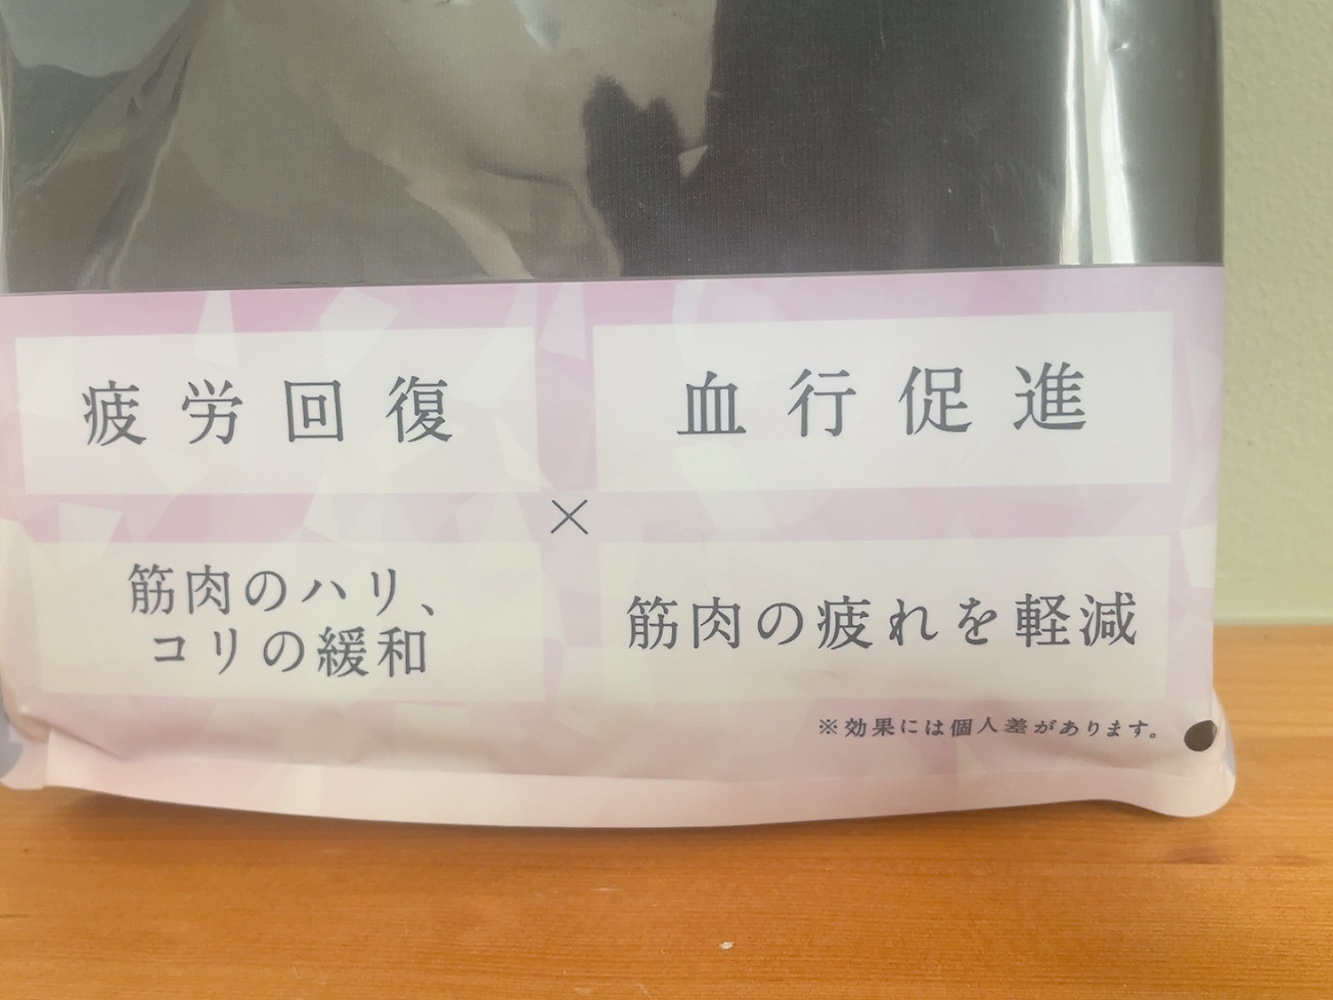 疲労回復
血行促進
×
筋肉のハリ、
コリの緩和
筋肉の疲れを軽減
※効果には個人差があります。